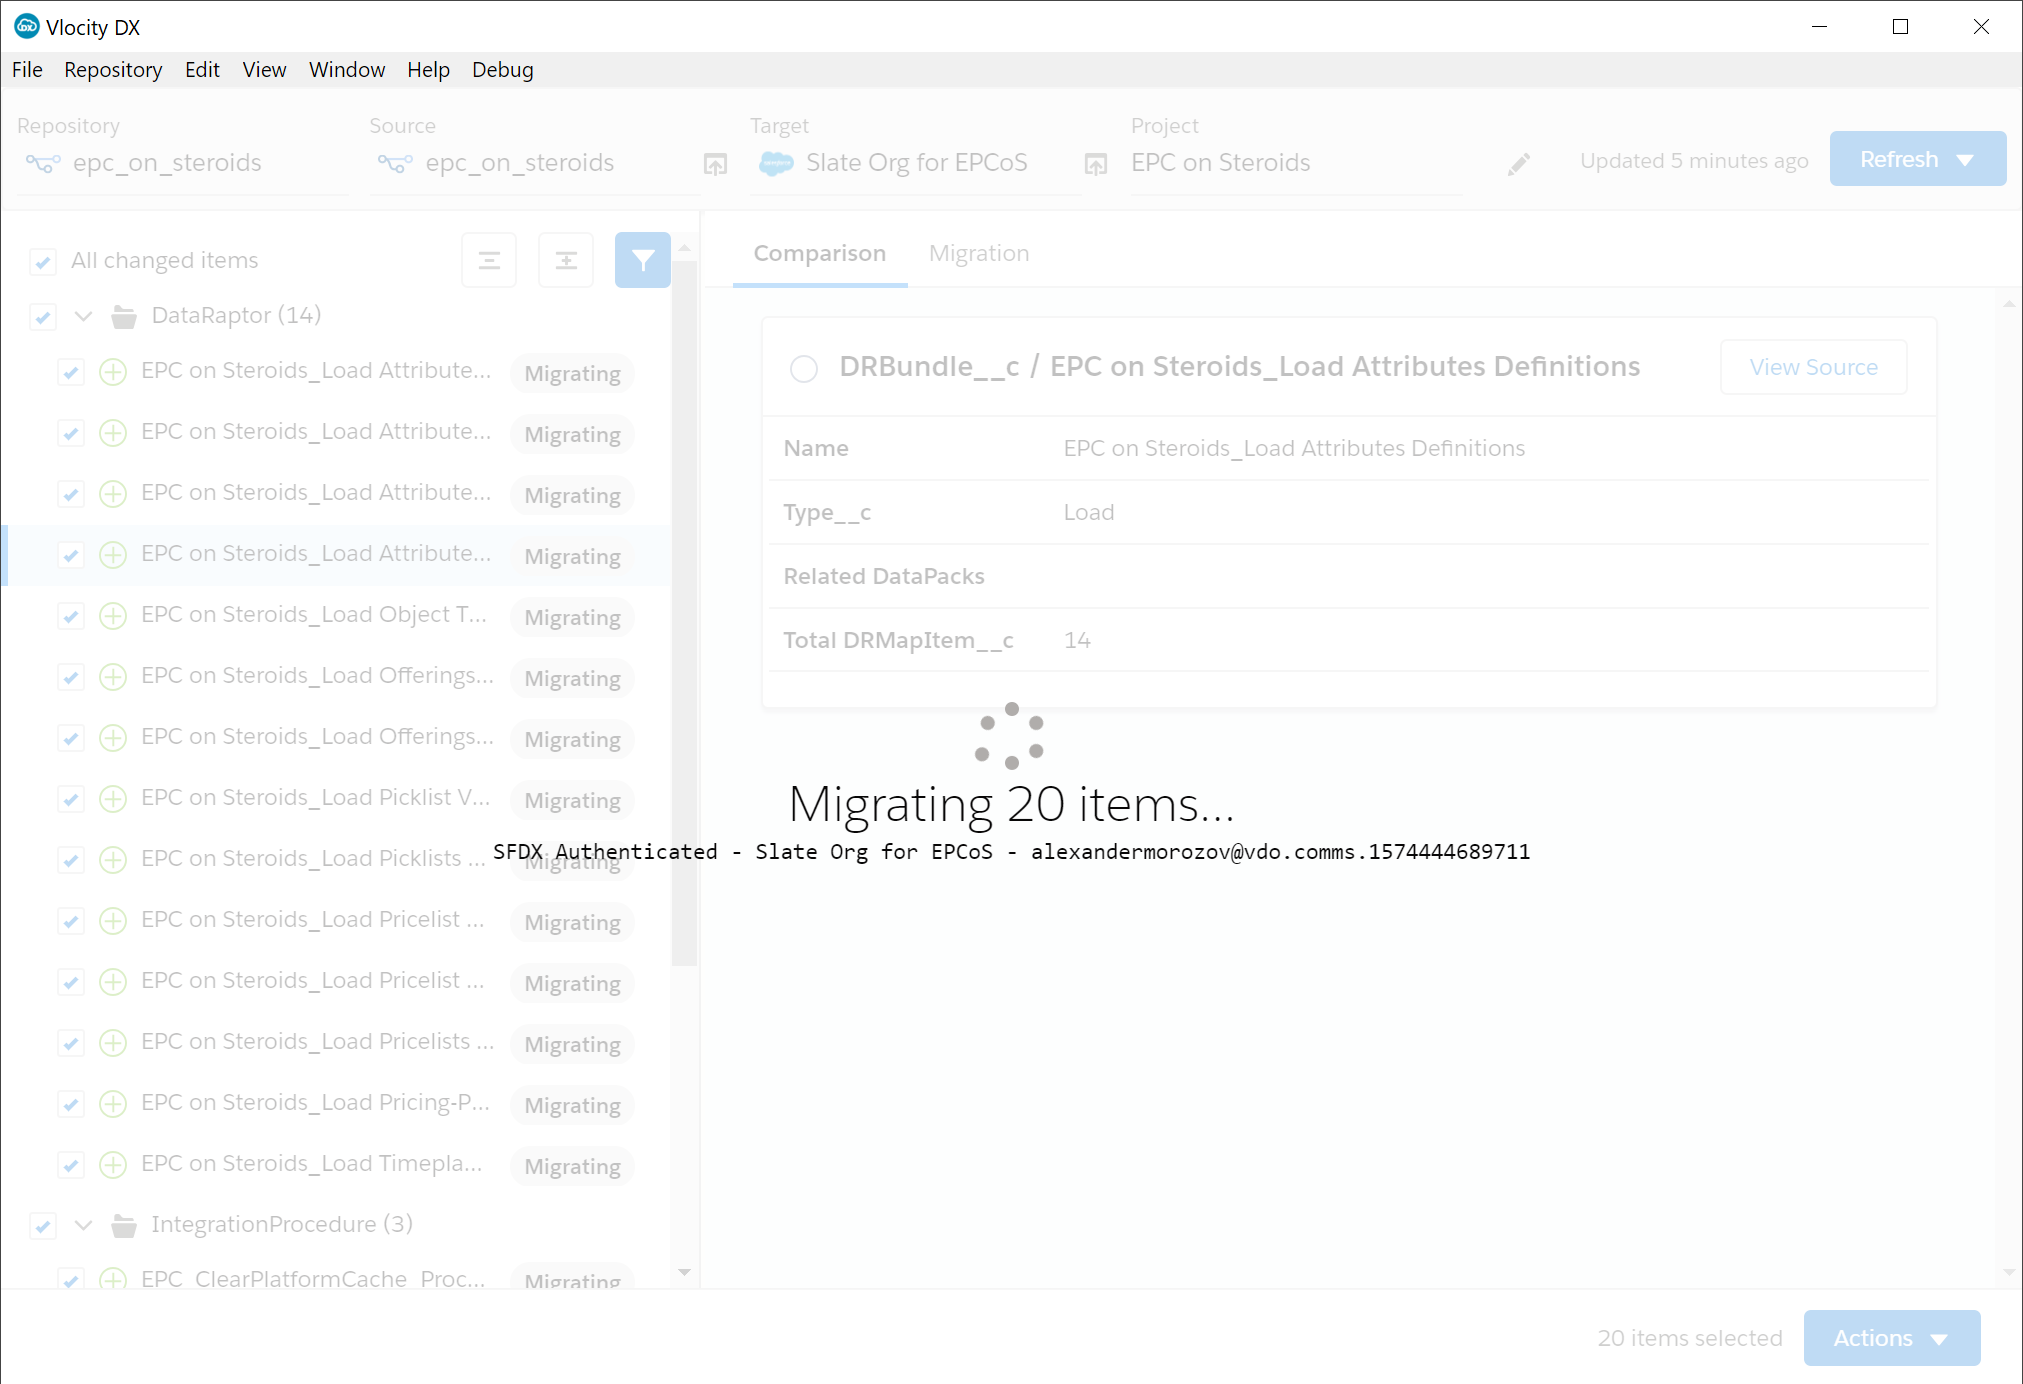 Vlocity DX
File Repository Edit View Window Help Debug
Repository Source Target Project
epc_on_steroids epc_on_steroids Slate Org for EPCoS EPC on Steroids Updated 5 minutes ago Refresh
All changed items
Comparison Migration
DataRaptor (14)
EPC on Steroids_Load Attribute... Migrating
EPC on Steroids_Load Attribute... Migrating
EPC on Steroids_Load Attribute... Migrating
EPC on Steroids_Load Attribute... Migrating
EPC on Steroids_Load Object T... Migrating
EPC on Steroids_Load Offerings... Migrating
EPC on Steroids_Load Offerings... Migrating
EPC on Steroids_Load Picklist V... Migrating
EPC on Steroids_Load Picklists ... Migrating
EPC on Steroids_Load Pricelist ... Migrating
EPC on Steroids_Load Pricelist ... Migrating
EPC on Steroids_Load Pricelists ... Migrating
EPC on Steroids_Load Pricing-P... Migrating
EPC on Steroids_Load Timepla... Migrating
IntegrationProcedure (3)
EPC_ClearPlatformCache_Proc... Migrating
DRBundle__c / EPC on Steroids_Load Attributes Definitions View Source
Name EPC on Steroids_Load Attributes Definitions
Type__c Load
Related DataPacks
Total DRMapItem__c 14
Migrating 20 items...
SFDX Authenticated - Slate Org for EPCoS - alexandermorozov@vdo.comms.1574444689711
20 items selected Actions